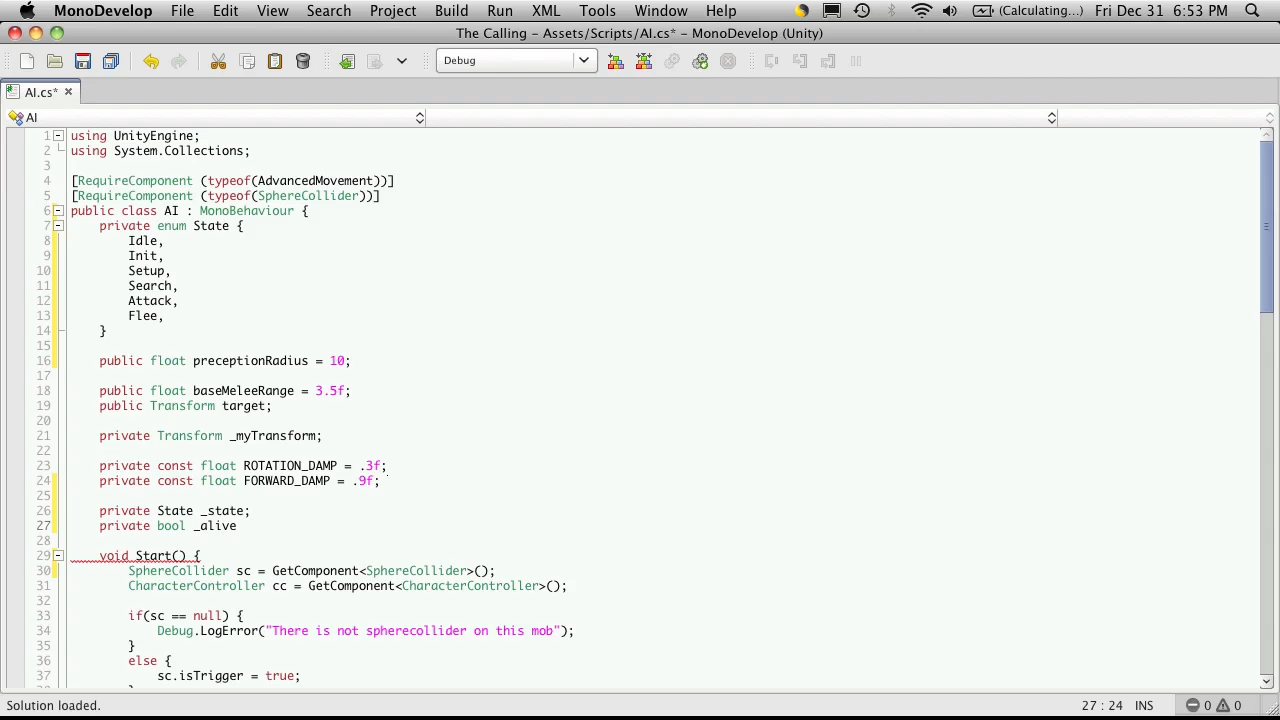 MonoDevelop File Edit View Search Project Build Run XML Tools Window Help (Calculating...) Fri Dec 31 6:53 PM
The Calling - Assets/Scripts/AI.cs* - MonoDevelop (Unity)
Debug
AI.cs*
AI
1 using UnityEngine;
2 using System.Collections;
3
4 [RequireComponent (typeof(AdvancedMovement))]
5 [RequireComponent (typeof(SphereCollider))]
6 public class AI : MonoBehaviour {
7 private enum State {
8 Idle,
9 Init,
10 Setup,
11 Search,
12 Attack,
13 Flee,
14 }
15
16 public float preceptionRadius = 10;
17
18 public float baseMeleeRange = 3.5f;
19 public Transform target;
20
21 private Transform _myTransform;
22
23 private const float ROTATION_DAMP = .3f;
24 private const float FORWARD_DAMP = .9f;
25
26 private State _state;
27 private bool _alive
28
29 void Start() {
30 SphereCollider sc = GetComponent<SphereCollider>();
31 CharacterController cc = GetComponent<CharacterController>();
32
33 if(sc == null) {
34 Debug.LogError("There is not spherecollider on this mob");
35 }
36 else {
37 sc.isTrigger = true;
Solution loaded. 27 : 24 INS 0 0